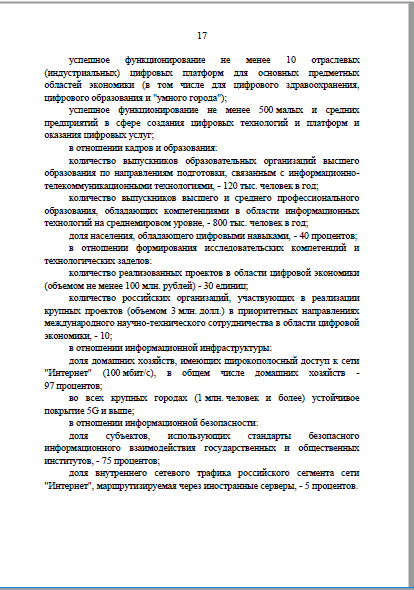 17
успешное функционирование не менее 10 отраслевых
(индустриальных) цифровых платформ для основных предметных
областей экономики (в том числе для цифрового здравоохранения,
цифрового образования и "умного города");
успешное функционирование не менее 500 малых и средних
предприятий в сфере создания цифровых технологий и платформ и
оказания цифровых услуг;
в отношении кадров и образования:
количество выпускников образовательных организаций высшего
образования по направлениям подготовки, связанным с информационно-
телекоммуникационными технологиями, - 120 тыс. человек в год;
количество выпускников высшего и среднего профессионального
образования, обладающих компетенциями в области информационных
технологий на среднемировом уровне, - 800 тыс. человек в год;
доля населения, обладающего цифровыми навыками, - 40 процентов;
в отношении формирования исследовательских компетенций и
технологических заделов:
количество реализованных проектов в области цифровой экономики
(объемом не менее 100 млн. рублей) - 30 единиц;
количество российских организаций, участвующих в реализации
крупных проектов (объемом 3 млн. долл.) в приоритетных направлениях
международного научно-технического сотрудничества в области цифровой
экономики, - 10;
в отношении информационной инфраструктуры:
доля домашних хозяйств, имеющих широкополосный доступ к сети
"Интернет" (100 мбит/с), в общем числе домашних хозяйств -
97 процентов;
во всех крупных городах (1 млн. человек и более) устойчивое
покрытие 5G и выше;
в отношении информационной безопасности:
доля субъектов, использующих стандарты безопасного
информационного взаимодействия государственных и общественных
институтов, - 75 процентов;
доля внутреннего сетевого трафика российского сегмента сети
"Интернет", маршрутизируемая через иностранные серверы, - 5 процентов.